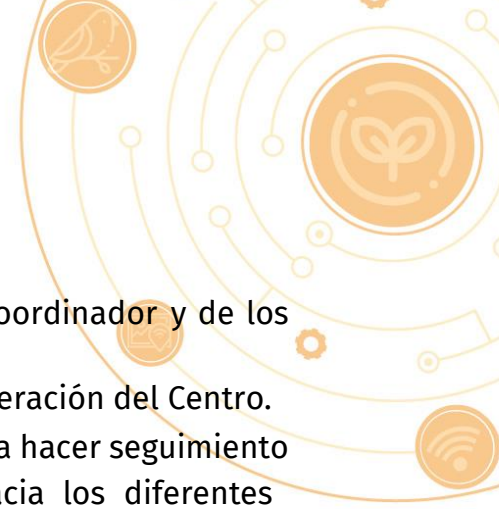 oordinador y de los
eración del Centro.
a hacer seguimiento
acia los diferentes